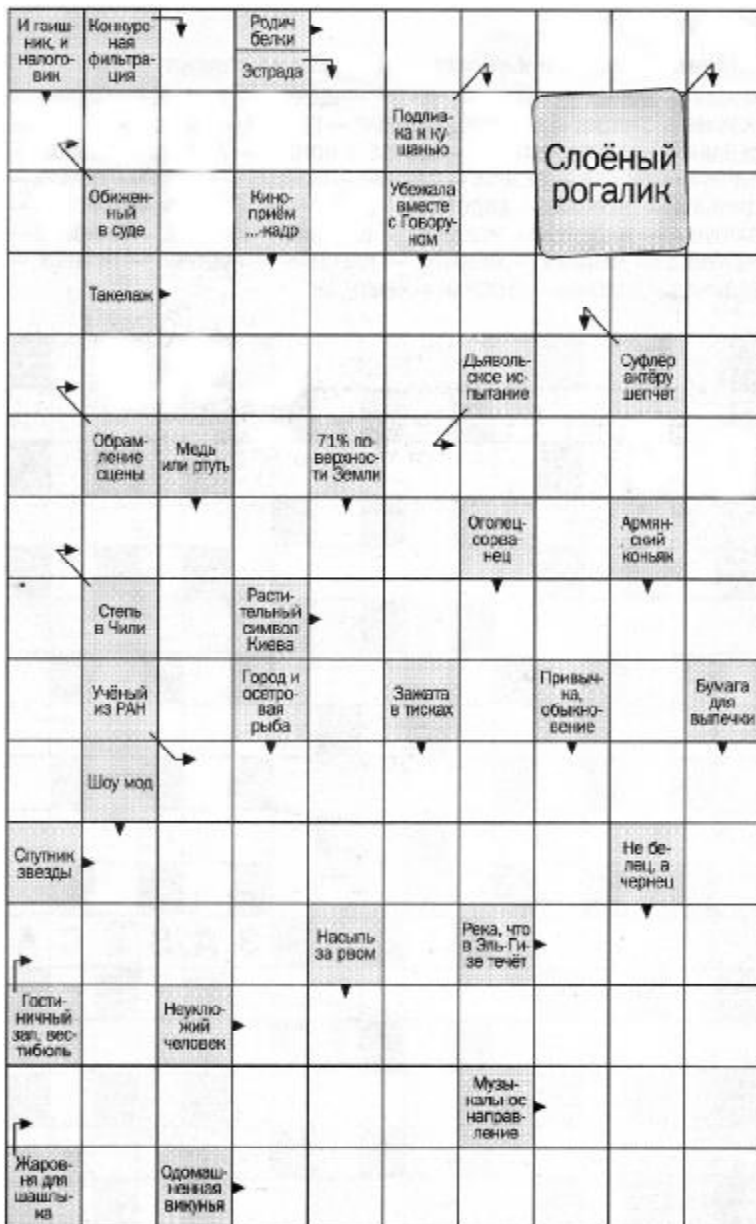 И гаиш-
ник, и
налого-
вик
Конкурс-
ная
фильтра-
ция
Родич
белки
Эстрада
Подлив-
ка к ку-
шанью
Слоёный
рогалик
Обижен-
ный
в суде
Кино-
приём
...-кадр
Убежала
вместе
с Говору-
ном
Такелаж
Дьяволь-
ское ис-
пытание
Суфлёр
актёру
шепчет
Обрам-
ление
сцены
Медь
или ртуть
71% по-
верхнос-
ти Земли
Оголец-
сорва-
нец
Армян-
ский
коньяк
Степь
в Чили
Расти-
тельный
символ
Киева
Учёный
из РАН
Город и
осетро-
вая
рыба
Зажата
в тисках
Привыч-
ка,
обыкно-
вение
Бумага
для
выпечки
Шоу мод
Спутник
звезды
Не бе-
лец, а
чернец
Насыпь
за рвом
Река, что
в Эль-Ги-
зе течёт
Гости-
ничный
зал, вес-
тибюль
Неуклю-
жий
человек
Музы-
кальное
направ-
ление
Жаров-
ня для
шашлы-
ка
Одомаш-
ненная
викунья